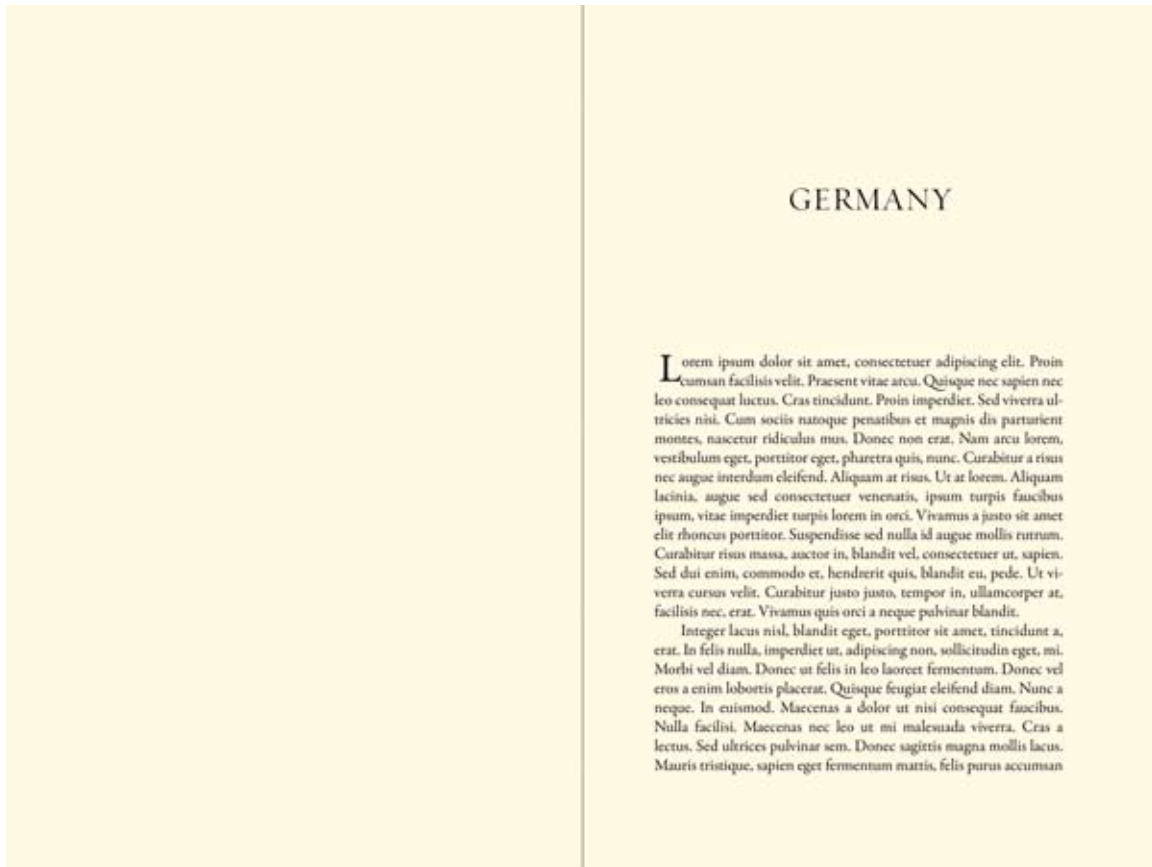 GERMANY
Lorem ipsum dolor sit amet, consectetuer adipiscing elit. Proin
cumsan facilisis velit. Praesent vitae arcu. Quisque nec sapien nec
leo consequat luctus. Cras tincidunt. Proin imperdiet. Sed viverra ul-
tricies nisi. Cum sociis natoque penatibus et magnis dis parturient
montes, nascetur ridiculus mus. Donec non erat. Nam arcu lorem,
vestibulum eget, porttitor eget, pharetra quis, nunc. Curabitur a risus
nec augue interdum eleifend. Aliquam at risus. Ut at lorem. Aliquam
lacinia, augue sed consectetuer venenatis, ipsum turpis faucibus
ipsum, vitae imperdiet turpis lorem in orci. Vivamus a justo sit amet
elit rhoncus porttitor. Suspendisse sed nulla id augue mollis rutrum.
Curabitur risus massa, auctor in, blandit vel, consectetuer ut, sapien.
Sed dui enim, commodo et, hendrerit quis, blandit eu, pede. Ut vi-
verra cursus velit. Curabitur justo justo, tempor in, ullamcorper at,
facilisis nec, erat. Vivamus quis orci a neque pulvinar blandit.
Integer lacus nisl, blandit eget, porttitor sit amet, tincidunt a,
erat. In felis nulla, imperdiet ut, adipiscing non, sollicitudin eget, mi.
Morbi vel diam. Donec ut felis in leo laoreet fermentum. Donec vel
eros a enim lobortis placerat. Quisque feugiat eleifend diam. Nunc a
neque. In euismod. Maecenas a dolor ut nisi consequat faucibus.
Nulla facilisi. Maecenas nec leo ut mi malesuada viverra. Cras a
lectus. Sed ultrices pulvinar sem. Donec sagittis magna mollis lacus.
Mauris tristique, sapien eget fermentum mattis, felis purus accumsan